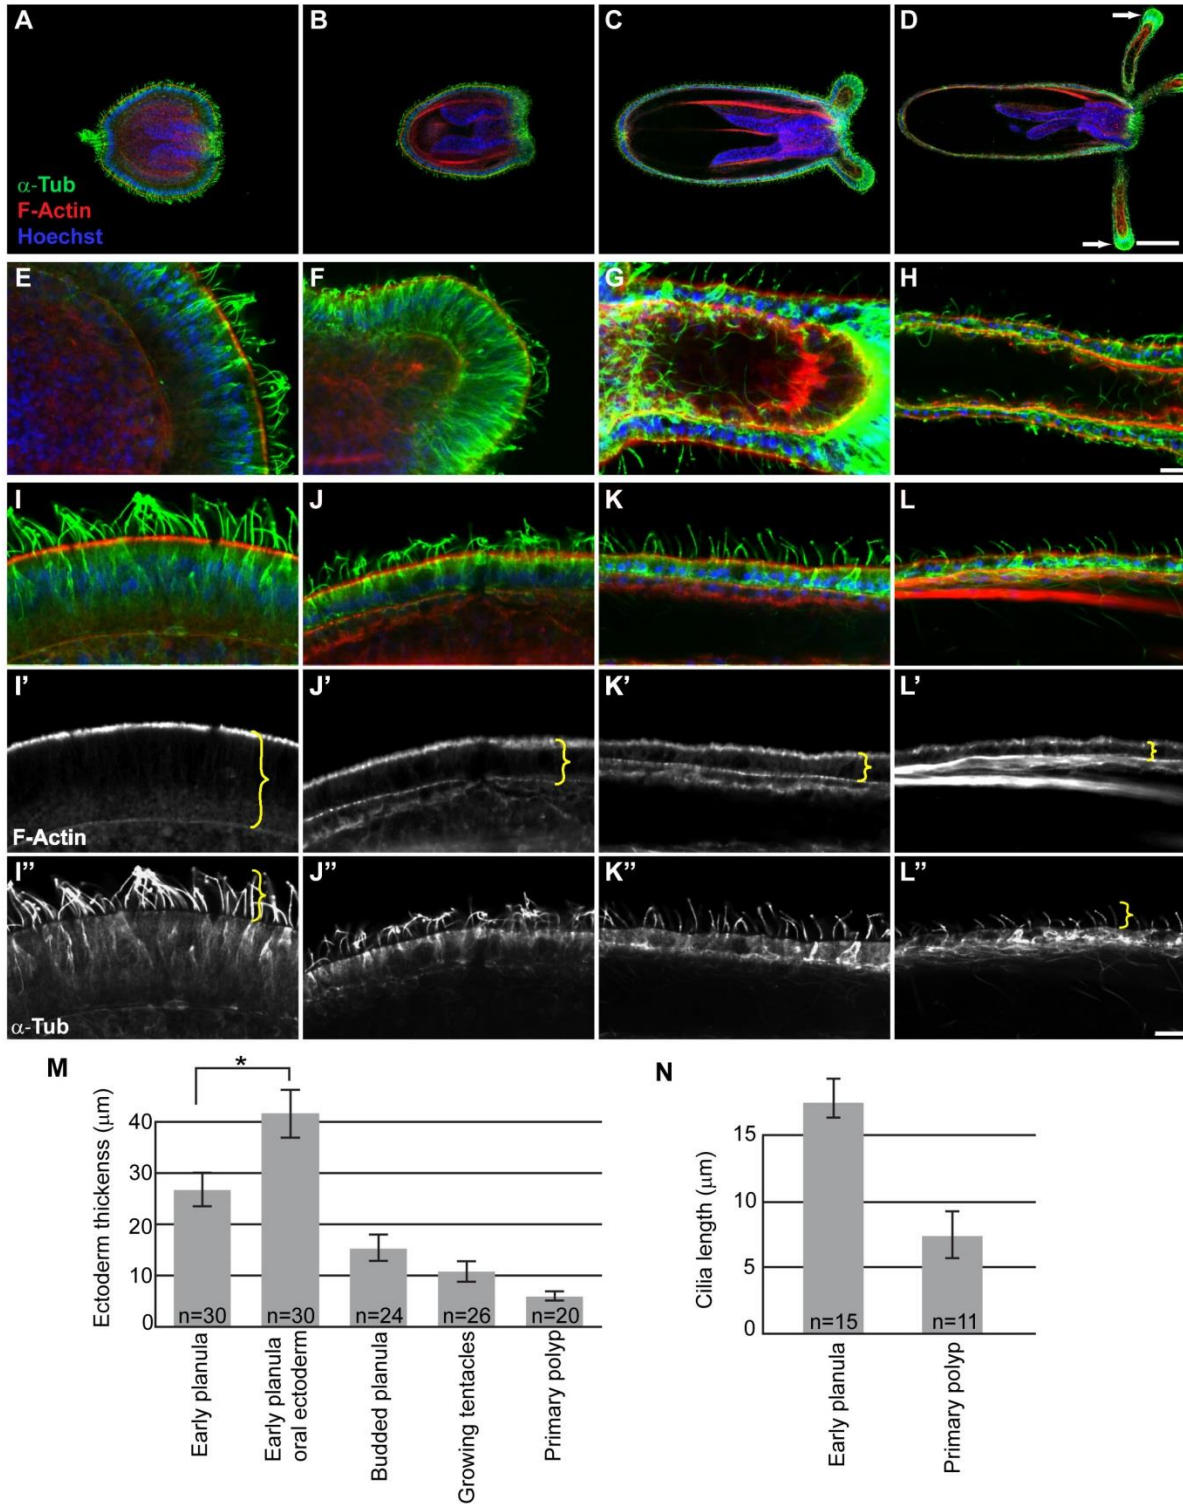 A
B
C
D
α-Tub
F-Actin
Hoechst
E
F
G
H
I
J
K
L
I’
J’
K’
L’
F-Actin
I’’
J’’
K’’
L’’
α-Tub
M
*
Ectoderm thickenss (μm)
40
30
20
10
0
n=30
n=30
n=24
n=26
n=20
Early planula
Early planula
oral ectoderm
Budded planula
Growing tentacles
Primary polyp
N
Cilia length (μm)
15
10
5
0
n=15
n=11
Early planula
Primary polyp